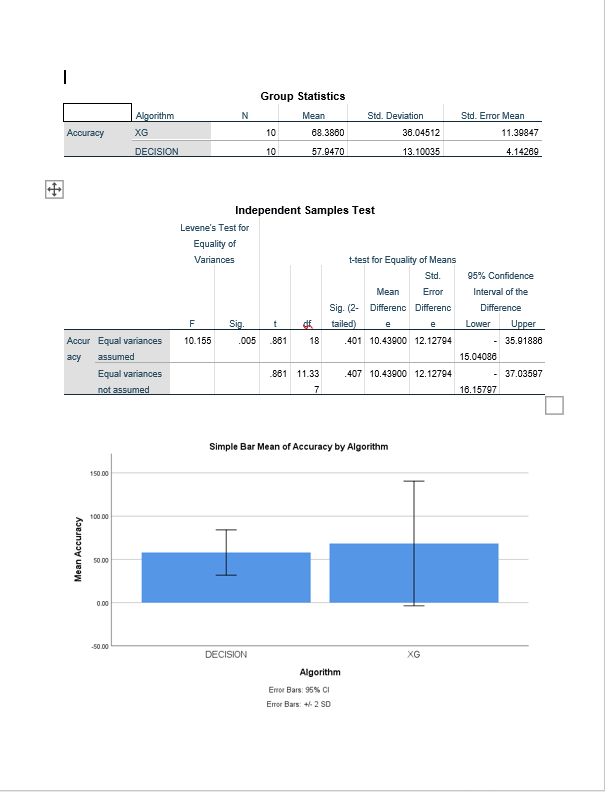 Group Statistics
Algorithm N Mean Std. Deviation Std. Error Mean
Accuracy XG 10 68.3860 36.04512 11.39847
DECISION 10 57.9470 13.10035 4.14269
Independent Samples Test
Levene's Test for
Equality of
Variances t-test for Equality of Means
Std. 95% Confidence
Mean Error Interval of the
Sig. (2- Differenc Differenc Difference
F Sig. t df tailed) e e Lower Upper
Accur Equal variances 10.155 .005 .861 18 .401 10.43900 12.12794 - 35.91886
acy assumed 15.04086
Equal variances .861 11.33 .407 10.43900 12.12794 - 37.03597
not assumed 7 16.15797
Simple Bar Mean of Accuracy by Algorithm
150.00
100.00
Mean Accuracy
50.00
0.00
-50.00
DECISION XG
Algorithm
Error Bars: 95% CI
Error Bars: +/- 2 SD